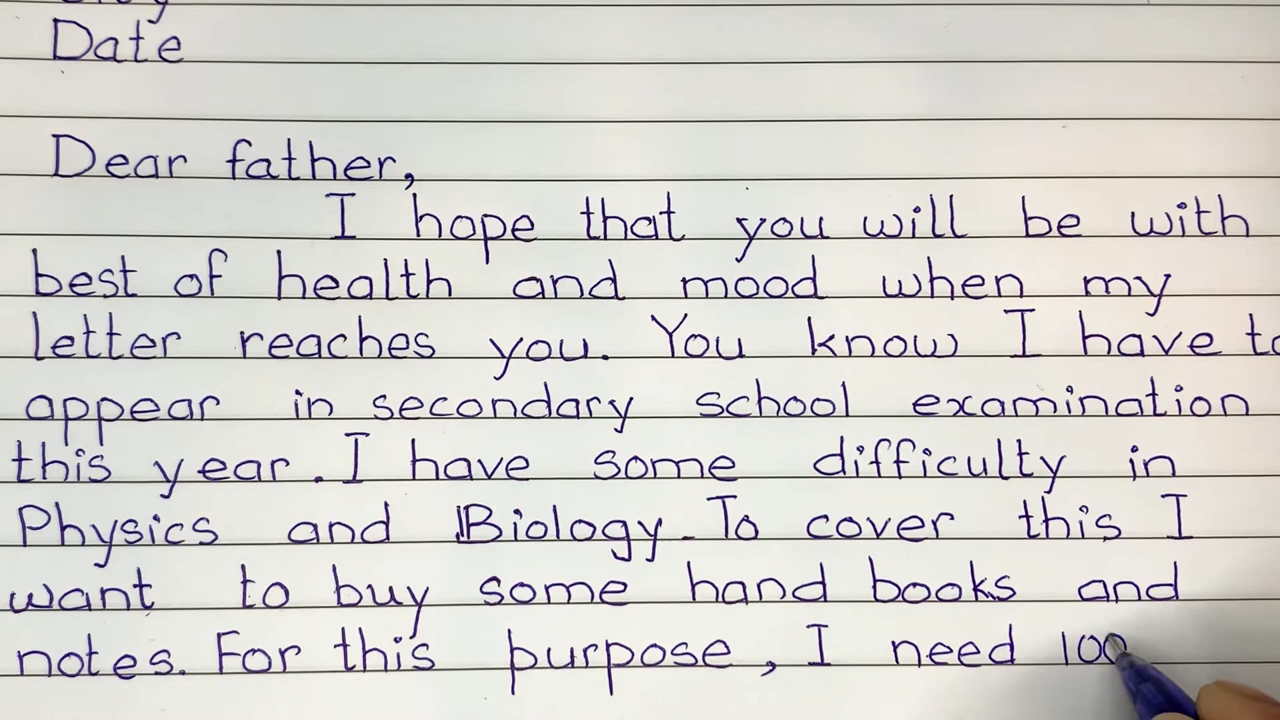 Date
Dear father,
I hope that you will be with
best of health and mood when my
letter reaches you. You know I have to
appear in secondary school examination
this year. I have some difficulty in
Physics and Biology. To cover this I
want to buy some hand books and
notes. For this purpose, I need 100